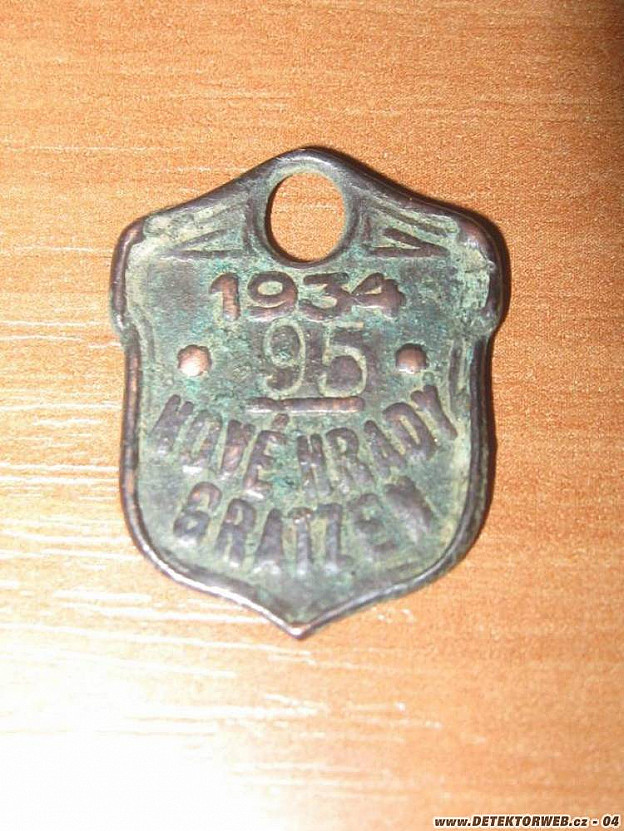 1934
95
NOVÉ HRADY
GRATZEN
www.DETEKTORWEB.cz - 04